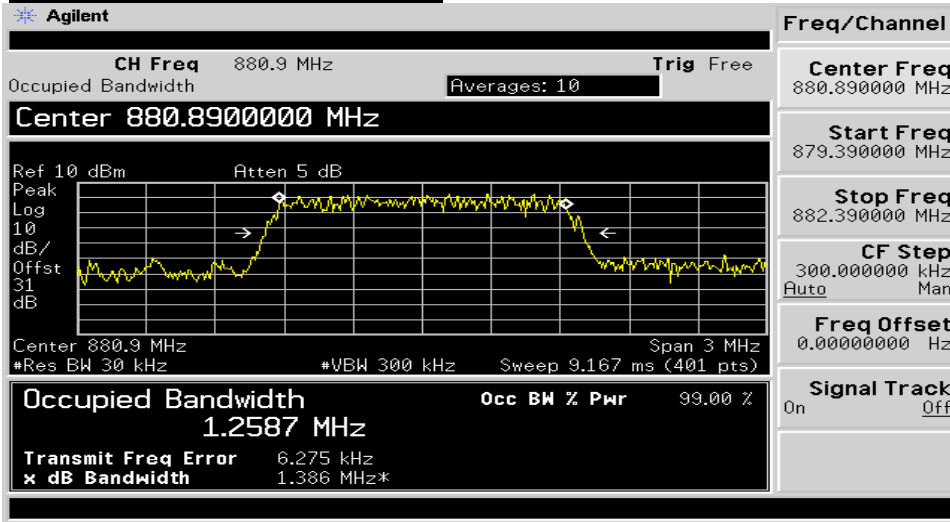 Agilent
Freq/Channel
CH Freq 880.9 MHz Trig Free
Occupied Bandwidth Averages: 10
Center 880.8900000 MHz
Ref 10 dBm Atten 5 dB
Peak
Log
10
dB/
Offst
31
dB
Center 880.9 MHz Span 3 MHz
#Res BW 30 kHz #VBW 300 kHz Sweep 9.167 ms (401 pts)
Occupied Bandwidth Occ BW % Pwr 99.00 %
1.2587 MHz
Transmit Freq Error 6.275 kHz
x dB Bandwidth 1.386 MHz*
Center Freq
880.890000 MHz
Start Freq
879.390000 MHz
Stop Freq
882.390000 MHz
CF Step
300.000000 kHz
Auto Man
Freq Offset
0.00000000 Hz
Signal Track
On Off